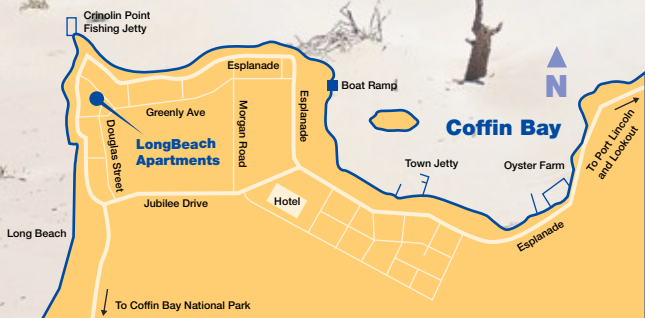 Crinolin Point
Fishing Jetty
Esplanade
Boat Ramp
N
Greenly Ave
Morgan Road
Esplanade
Coffin Bay
To Port Lincoln
and Lookout
LongBeach
Apartments
Douglas Street
Town Jetty
Oyster Farm
Jubilee Drive
Hotel
Long Beach
Esplanade
To Coffin Bay National Park